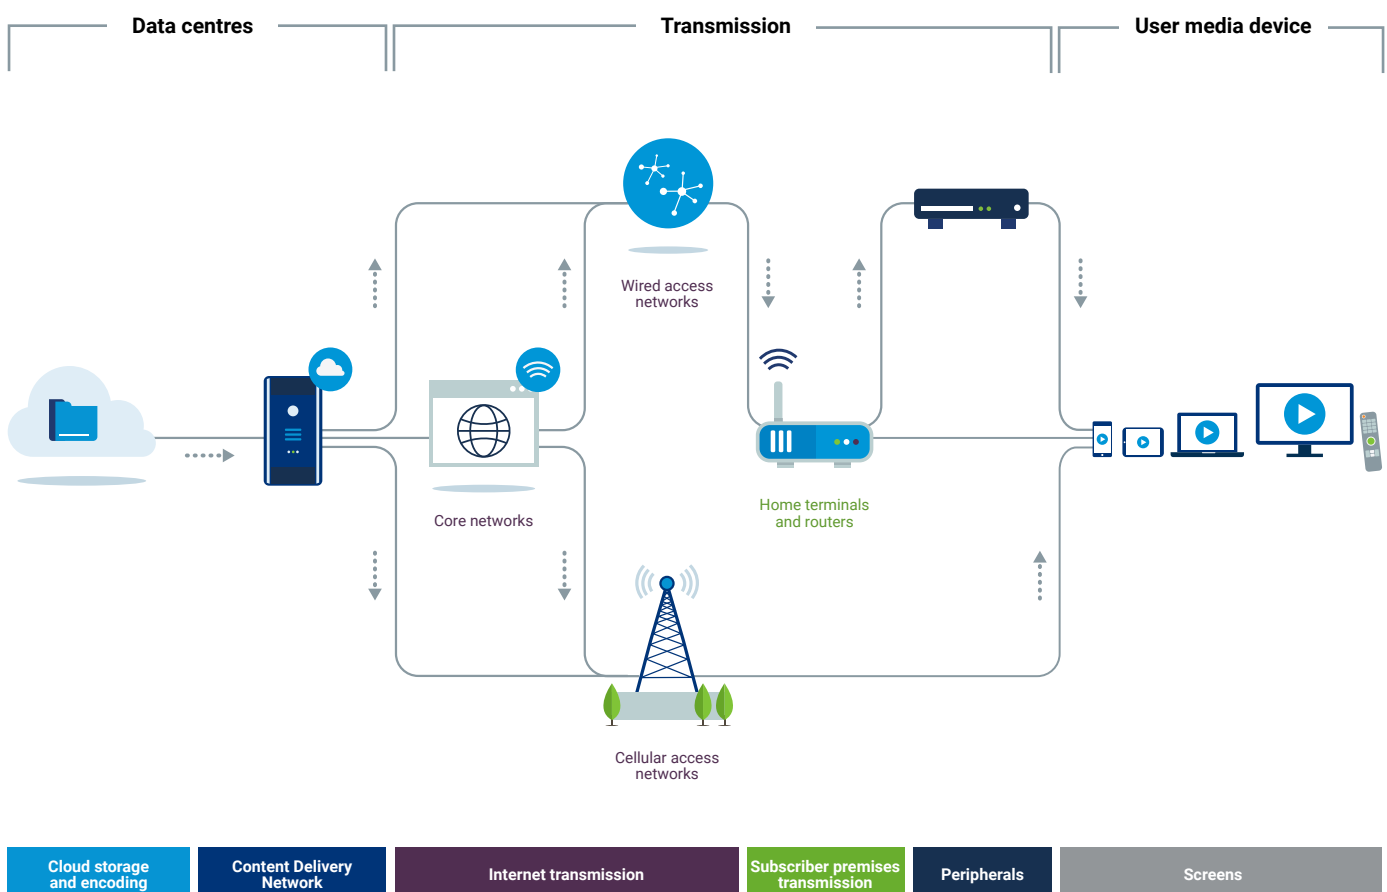 Data centres
Transmission
User media device
Wired access
networks
Core networks
Home terminals
and routers
Cellular access
networks
Cloud storage
and encoding
Content Delivery
Network
Internet transmission
Subscriber premises
transmission
Peripherals
Screens